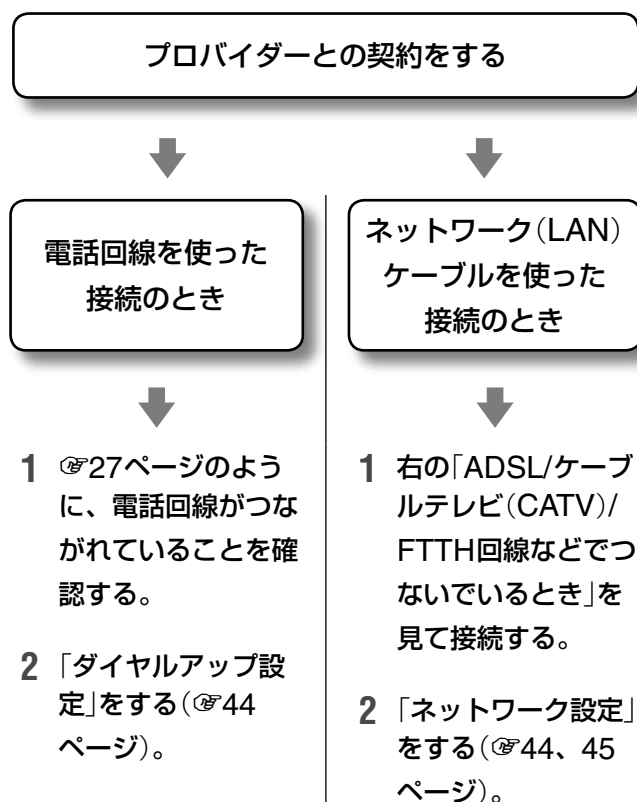 プロバイダーとの契約をする
電話回線を使った
接続のとき
1 ☞27ページのよう
に、電話回線がつな
がれていることを確
認する。
2 「ダイヤルアップ設
定」をする(☞44
ページ)。
ネットワーク(LAN)
ケーブルを使った
接続のとき
1 右の「ADSL/ケーブ
ルテレビ(CATV)/
FTTH回線などでつ
ないでいるとき」を
見て接続する。
2 「ネットワーク設定」
をする(☞44、45
ページ)。